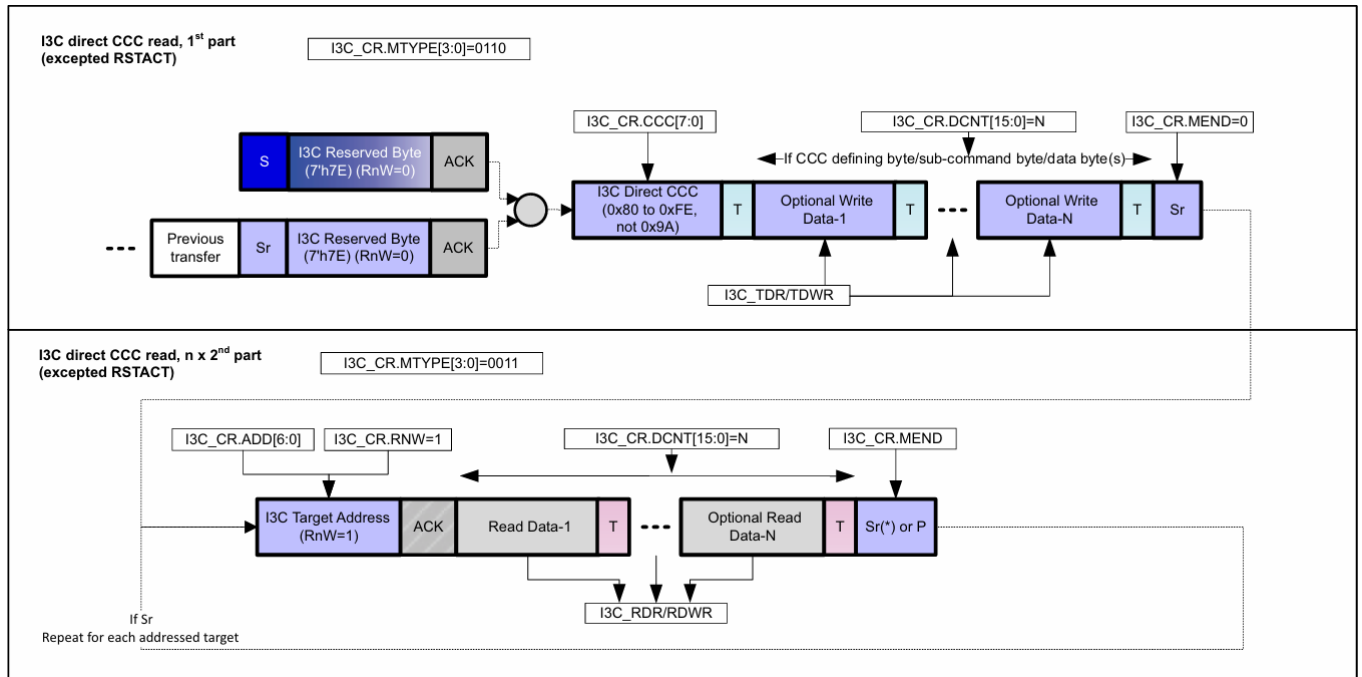 I3C direct CCC read, 1st part
(excepted RSTACT)
I3C_CR.MTYPE[3:0]=0110
I3C_CR.CCC[7:0]
I3C_CR.DCNT[15:0]=N
I3C_CR.MEND=0
If CCC defining byte/sub-command byte/data byte(s)
S
I3C Reserved Byte
(7'h7E) (RnW=0)
ACK
I3C Direct CCC
(0x80 to 0xFE,
not 0x9A)
T
Optional Write
Data-1
T
Optional Write
Data-N
T
Sr
Previous
transfer
Sr
I3C Reserved Byte
(7'h7E) (RnW=0)
ACK
I3C_TDR/TDWR
I3C direct CCC read, n x 2nd part
(excepted RSTACT)
I3C_CR.MTYPE[3:0]=0011
I3C_CR.ADD[6:0]
I3C_CR.RNW=1
I3C_CR.DCNT[15:0]=N
I3C_CR.MEND
I3C Target Address
(RnW=1)
ACK
Read Data-1
T
Optional Read
Data-N
T
Sr(*) or P
I3C_RDR/RDWR
If Sr
Repeat for each addressed target